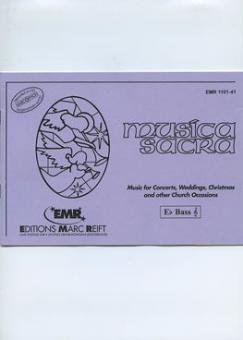 EMR 1101-41
musica
sacra
Music for Concerts, Weddings, Christmas
and other Church Occasions
E♭ Bass
EMR
EDITIONS MARC REIFT